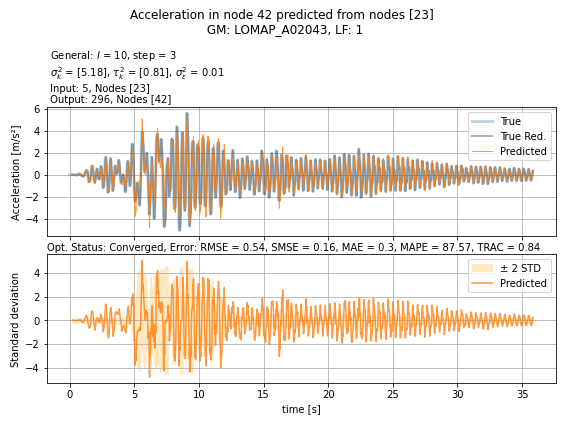 Acceleration in node 42 predicted from nodes [23]
GM: LOMAP_A02043, LF: 1
General: l = 10, step = 3
σ²ₖ = [5.18], τ²ₖ = [0.81], σ²ₑ = 0.01
Input: 5, Nodes [23]
Output: 296, Nodes [42]
6
4
2
0
−2
−4
Acceleration [m/s²]
True
True Red.
Predicted
Opt. Status: Converged, Error: RMSE = 0.54, SMSE = 0.16, MAE = 0.3, MAPE = 87.57, TRAC = 0.84
4
2
0
−2
−4
Standard deviation
± 2 STD
Predicted
0 5 10 15 20 25 30 35
time [s]